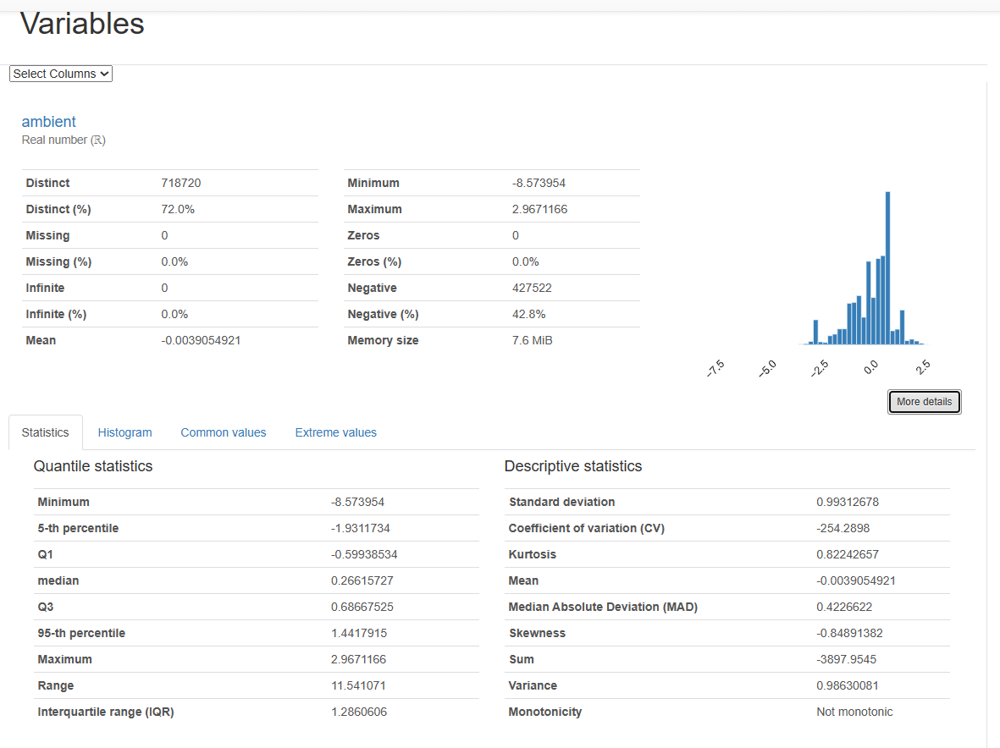 Variables
Select Columns
ambient
Real number (ℝ)
Distinct 718720
Distinct (%) 72.0%
Missing 0
Missing (%) 0.0%
Infinite 0
Infinite (%) 0.0%
Mean -0.0039054921
Minimum -8.573954
Maximum 2.9671166
Zeros 0
Zeros (%) 0.0%
Negative 427522
Negative (%) 42.8%
Memory size 7.6 MiB
−7.5 −5.0 −2.5 0.0 2.5
More details
Statistics Histogram Common values Extreme values
Quantile statistics
Minimum -8.573954
5-th percentile -1.9311734
Q1 -0.59938534
median 0.26615727
Q3 0.68667525
95-th percentile 1.4417915
Maximum 2.9671166
Range 11.541071
Interquartile range (IQR) 1.2860606
Descriptive statistics
Standard deviation 0.99312678
Coefficient of variation (CV) -254.2898
Kurtosis 0.82242657
Mean -0.0039054921
Median Absolute Deviation (MAD) 0.4226622
Skewness -0.84891382
Sum -3897.9545
Variance 0.98630081
Monotonicity Not monotonic